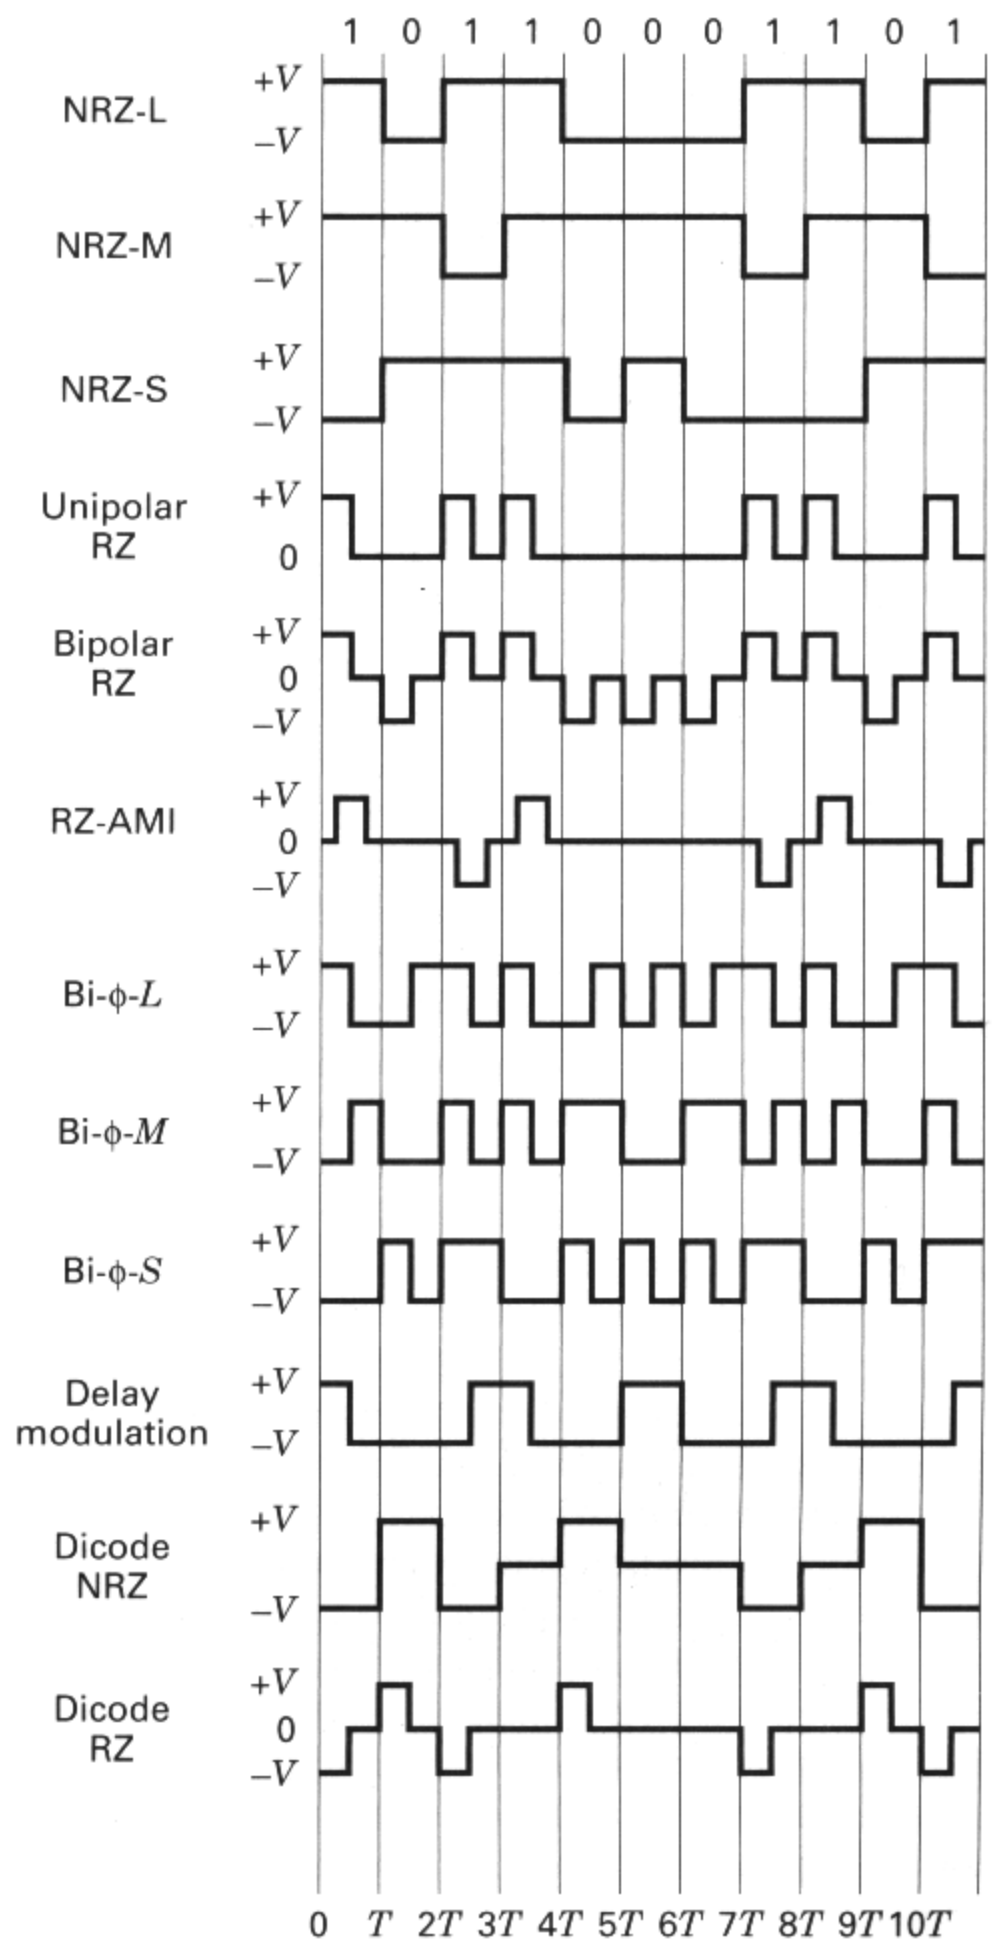 1 0 1 1 0 0 0 1 1 0 1
+V
NRZ-L
–V
+V
NRZ-M
–V
+V
NRZ-S
–V
+V
Unipolar
RZ
0
+V
Bipolar
RZ
0
–V
+V
RZ-AMI
0
–V
+V
Bi-ϕ-L
–V
+V
Bi-ϕ-M
–V
+V
Bi-ϕ-S
–V
+V
Delay
modulation
–V
+V
Dicode
NRZ
–V
+V
Dicode
RZ
0
–V
0 T 2T 3T 4T 5T 6T 7T 8T 9T 10T